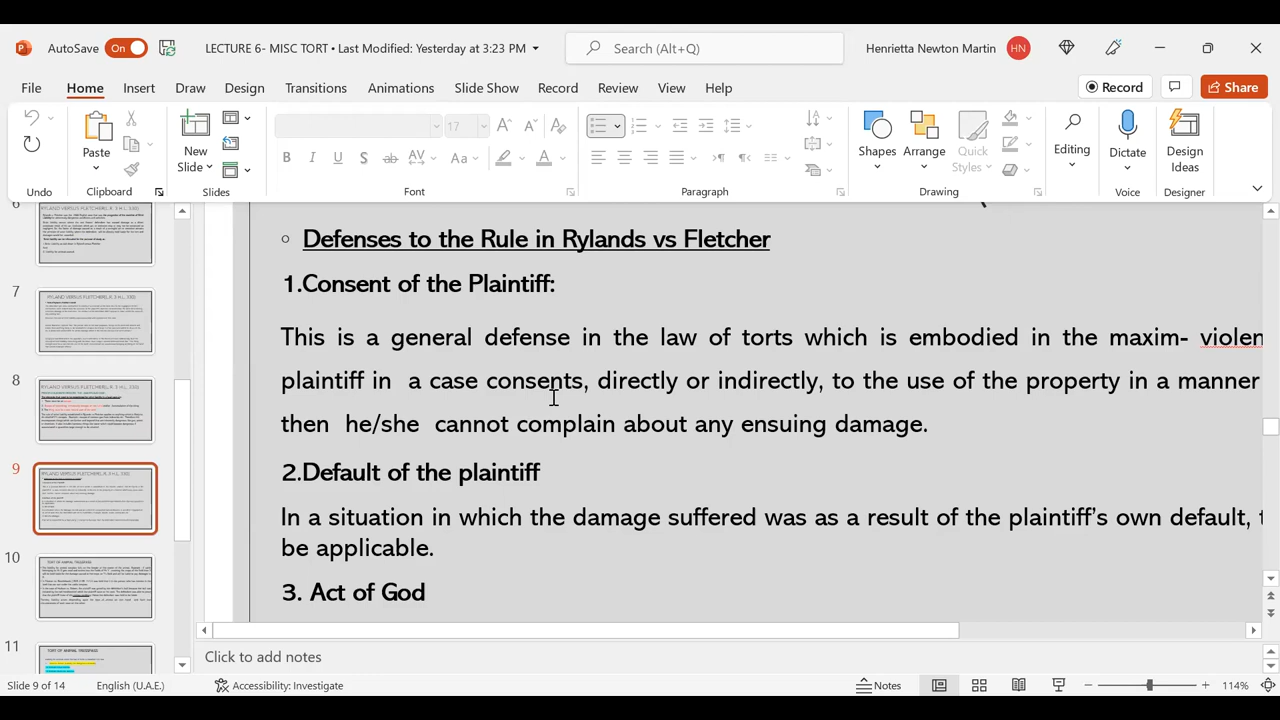 AutoSave On LECTURE 6- MISC TORT • Last Modified: Yesterday at 3:23 PM Search (Alt+Q) Henrietta Newton Martin HN
File Home Insert Draw Design Transitions Animations Slide Show Record Review View Help Record Share
17
Paste New Slide Shapes Arrange Quick Styles Editing Dictate Design Ideas
Undo Clipboard Slides Font Paragraph Drawing Voice Designer
6
7
8
9
10
TORT OF ANIMAL TRESPASS
11
TORT OF ANIMAL TRESPASS
Defenses to the Rule in Rylands vs Fletcher
1.Consent of the Plaintiff:
This is a general defense in the law of torts which is embodied in the maxim- violen
plaintiff in a case consents, directly or indirectly, to the use of the property in a manner
then he/she cannot complain about any ensuing damage.
2.Default of the plaintiff
In a situation in which the damage suffered was as a result of the plaintiff's own default, t
be applicable.
3. Act of God
Click to add notes
Slide 9 of 14 English (U.A.E.) Accessibility: Investigate Notes 114%